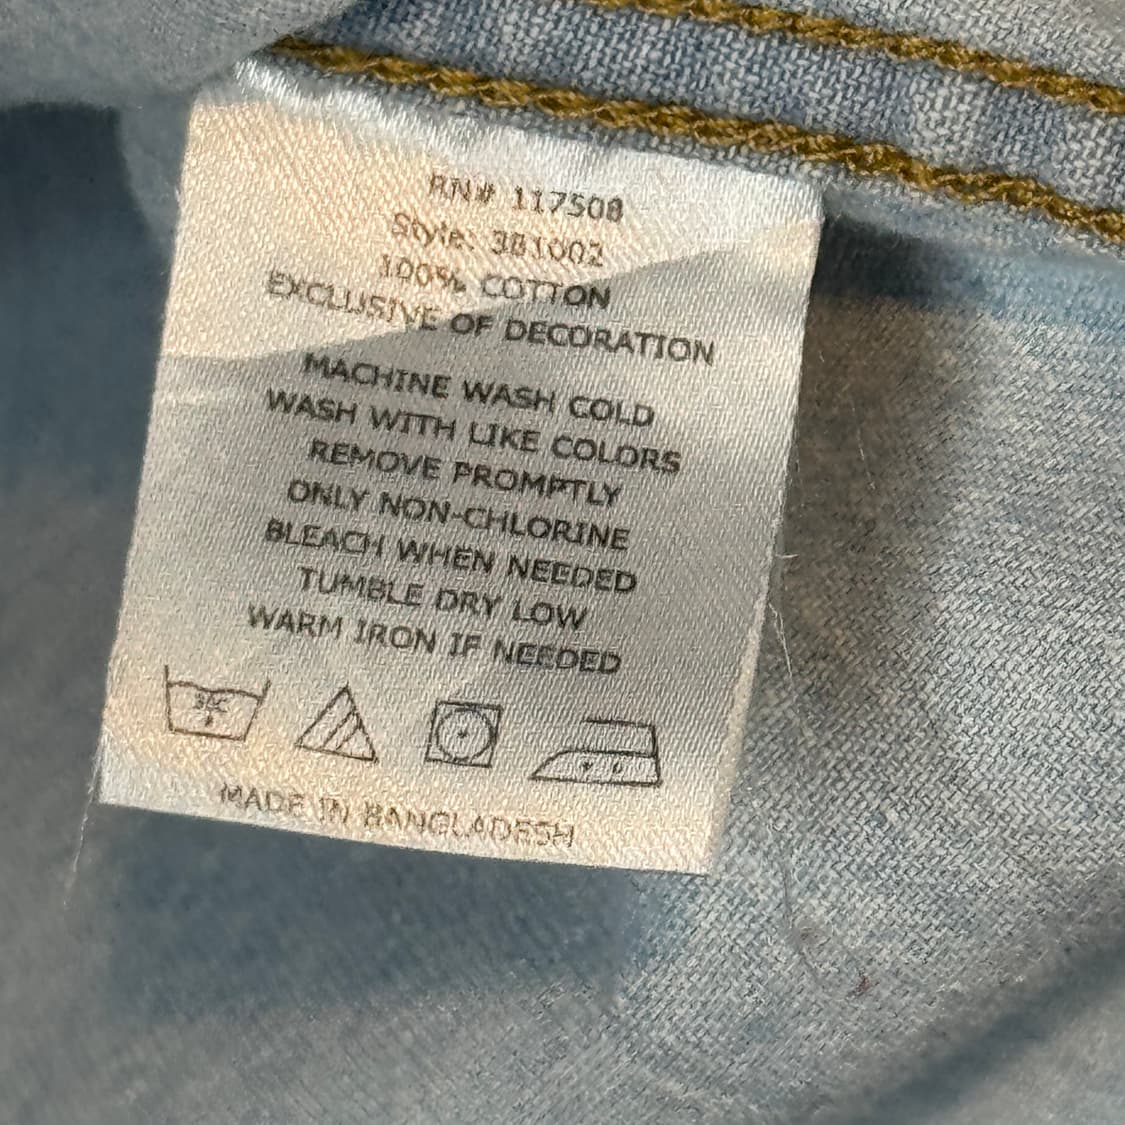 RN# 117508
Style: 381002
100% COTTON
EXCLUSIVE OF DECORATION
MACHINE WASH COLD
WASH WITH LIKE COLORS
REMOVE PROMPTLY
ONLY NON-CHLORINE
BLEACH WHEN NEEDED
TUMBLE DRY LOW
WARM IRON IF NEEDED
MADE IN BANGLADESH